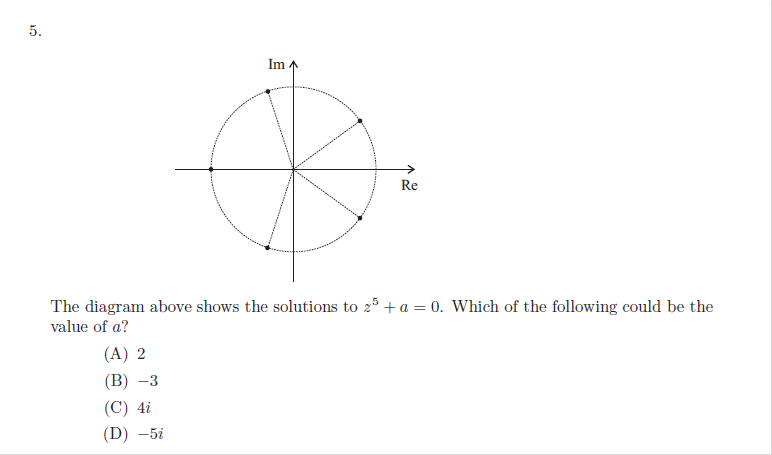 5.
Im
Re
The diagram above shows the solutions to z⁵ + a = 0. Which of the following could be the
value of a?
(A) 2
(B) −3
(C) 4i
(D) −5i